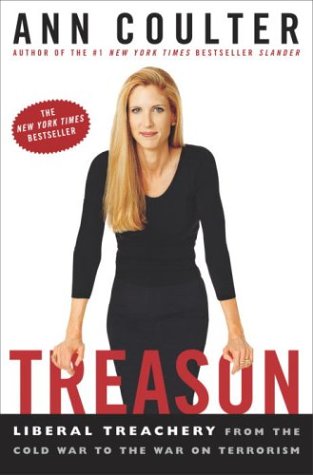 ANN COULTER
AUTHOR OF THE #1 NEW YORK TIMES BESTSELLER SLANDER
THE
NEW YORK TIMES
BESTSELLER
TREASON
LIBERAL TREACHERY FROM THE
COLD WAR TO THE WAR ON TERRORISM